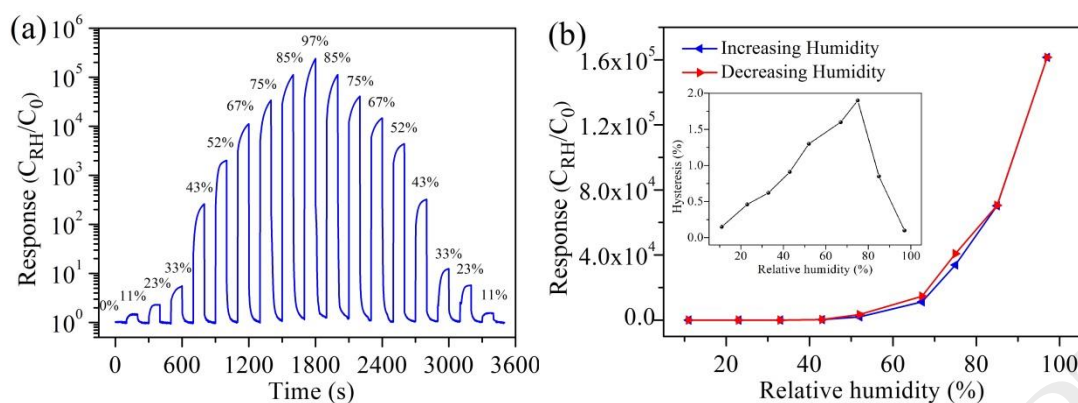 (a)
Response (C_RH/C_0)
10^6
10^5
10^4
10^3
10^2
10^1
10^0
0%
11%
23%
33%
43%
52%
67%
75%
85%
97%
85%
75%
67%
52%
43%
33%
23%
11%
0 600 1200 1800 2400 3000 3600
Time (s)
(b)
Response (C_RH/C_0)
1.6x10^5
1.2x10^5
8.0x10^4
4.0x10^4
0.0
Increasing Humidity
Decreasing Humidity
Hysteresis (%)
2.0
1.5
1.0
0.5
0.0
0 20 40 60 80 100
Relative humidity (%)
20 40 60 80 100
Relative humidity (%)